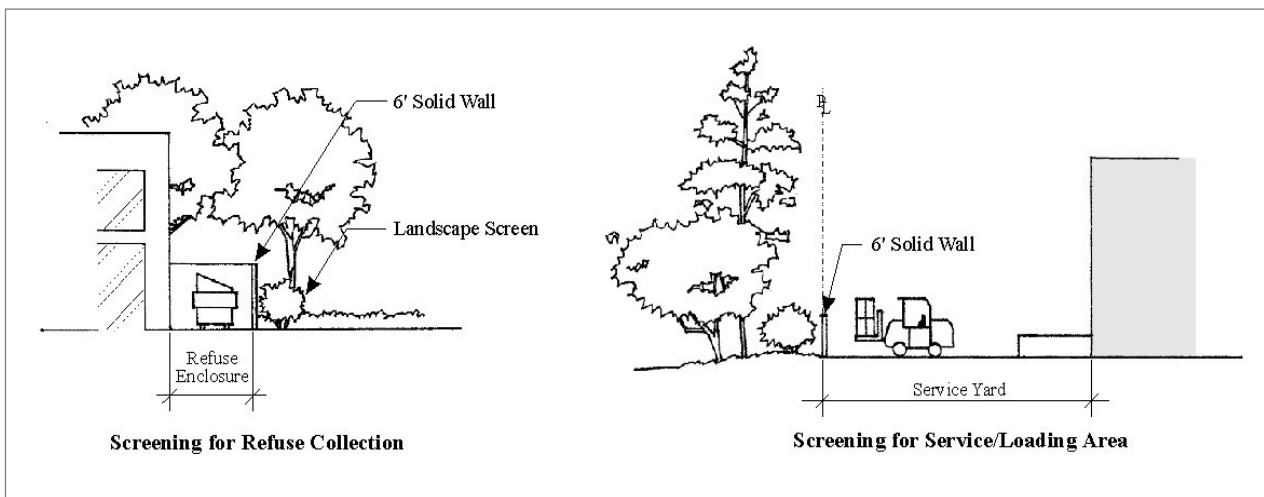 6' Solid Wall
Landscape Screen
Refuse
Enclosure
Screening for Refuse Collection
PL
6' Solid Wall
Service Yard
Screening for Service/Loading Area